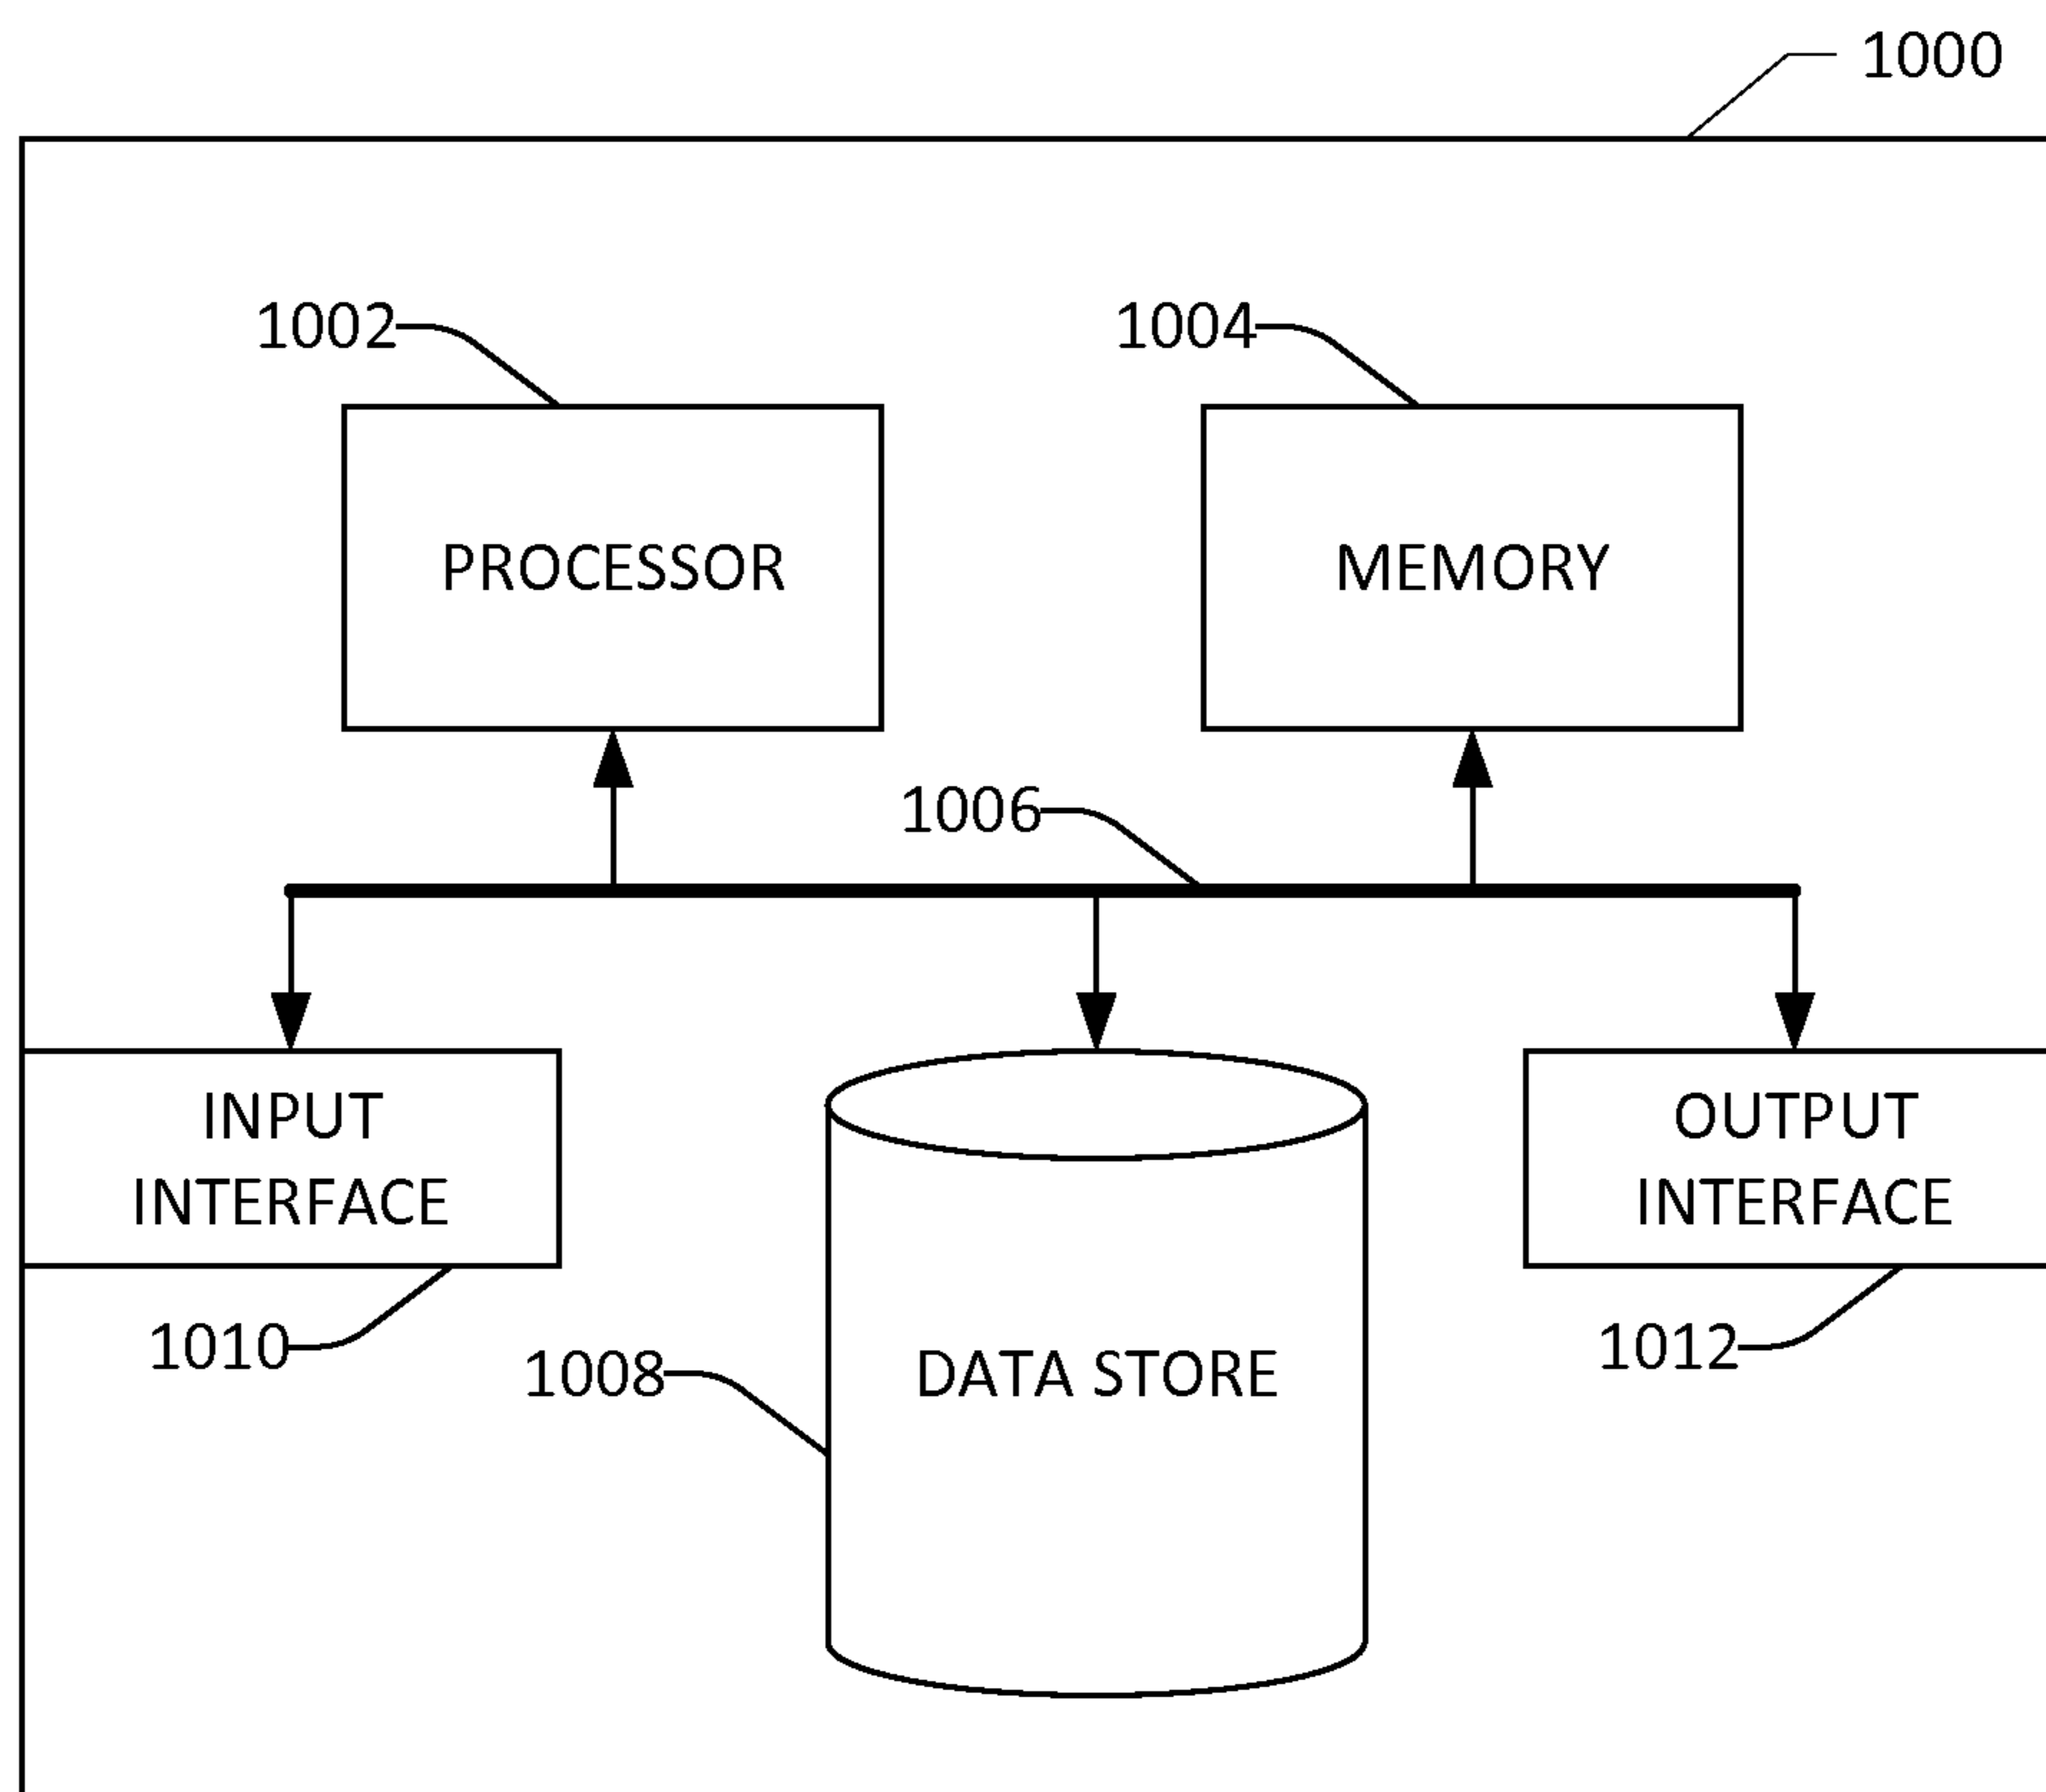 1000
1002
1004
PROCESSOR
MEMORY
1006
INPUT
INTERFACE
OUTPUT
INTERFACE
1010
1008
DATA STORE
1012